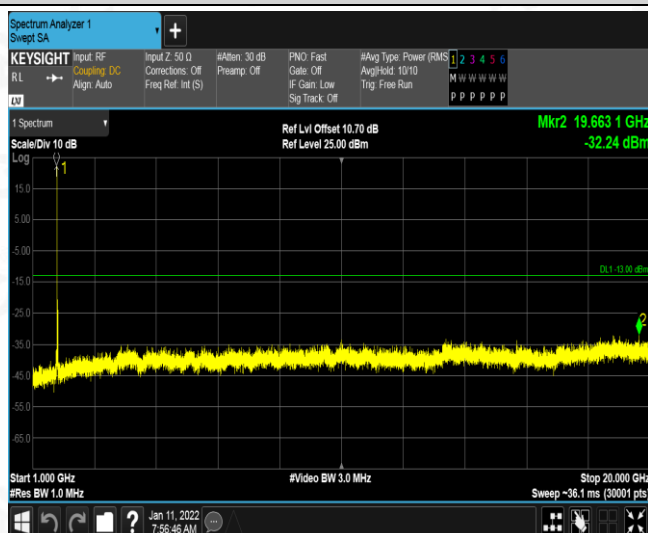 Spectrum Analyzer 1
Swept SA
+
KEYSIGHT
RL
Input: RF
Coupling: DC
Align: Auto
Input Z: 50 Ω
Corrections: Off
Freq Ref: Int (S)
#Atten: 30 dB
Preamp: Off
PNO: Fast
Gate: Off
IF Gain: Low
Sig Track: Off
#Avg Type: Power (RMS
Avg|Hold: 10/10
Trig: Free Run
1 2 3 4 5 6
M W W W W W
P P P P P P
LXI
1 Spectrum
Scale/Div 10 dB
Ref Lvl Offset 10.70 dB
Ref Level 25.00 dBm
Mkr2 19.663 1 GHz
-32.24 dBm
Log
1
15.0
5.00
-5.00
DL1 -13.00 dBm
-15.0
-25.0
2
-35.0
-45.0
-55.0
-65.0
Start 1.000 GHz
#Video BW 3.0 MHz
Stop 20.000 GHz
#Res BW 1.0 MHz
Sweep ~36.1 ms (30001 pts)
?
Jan 11, 2022
7:56:46 AM